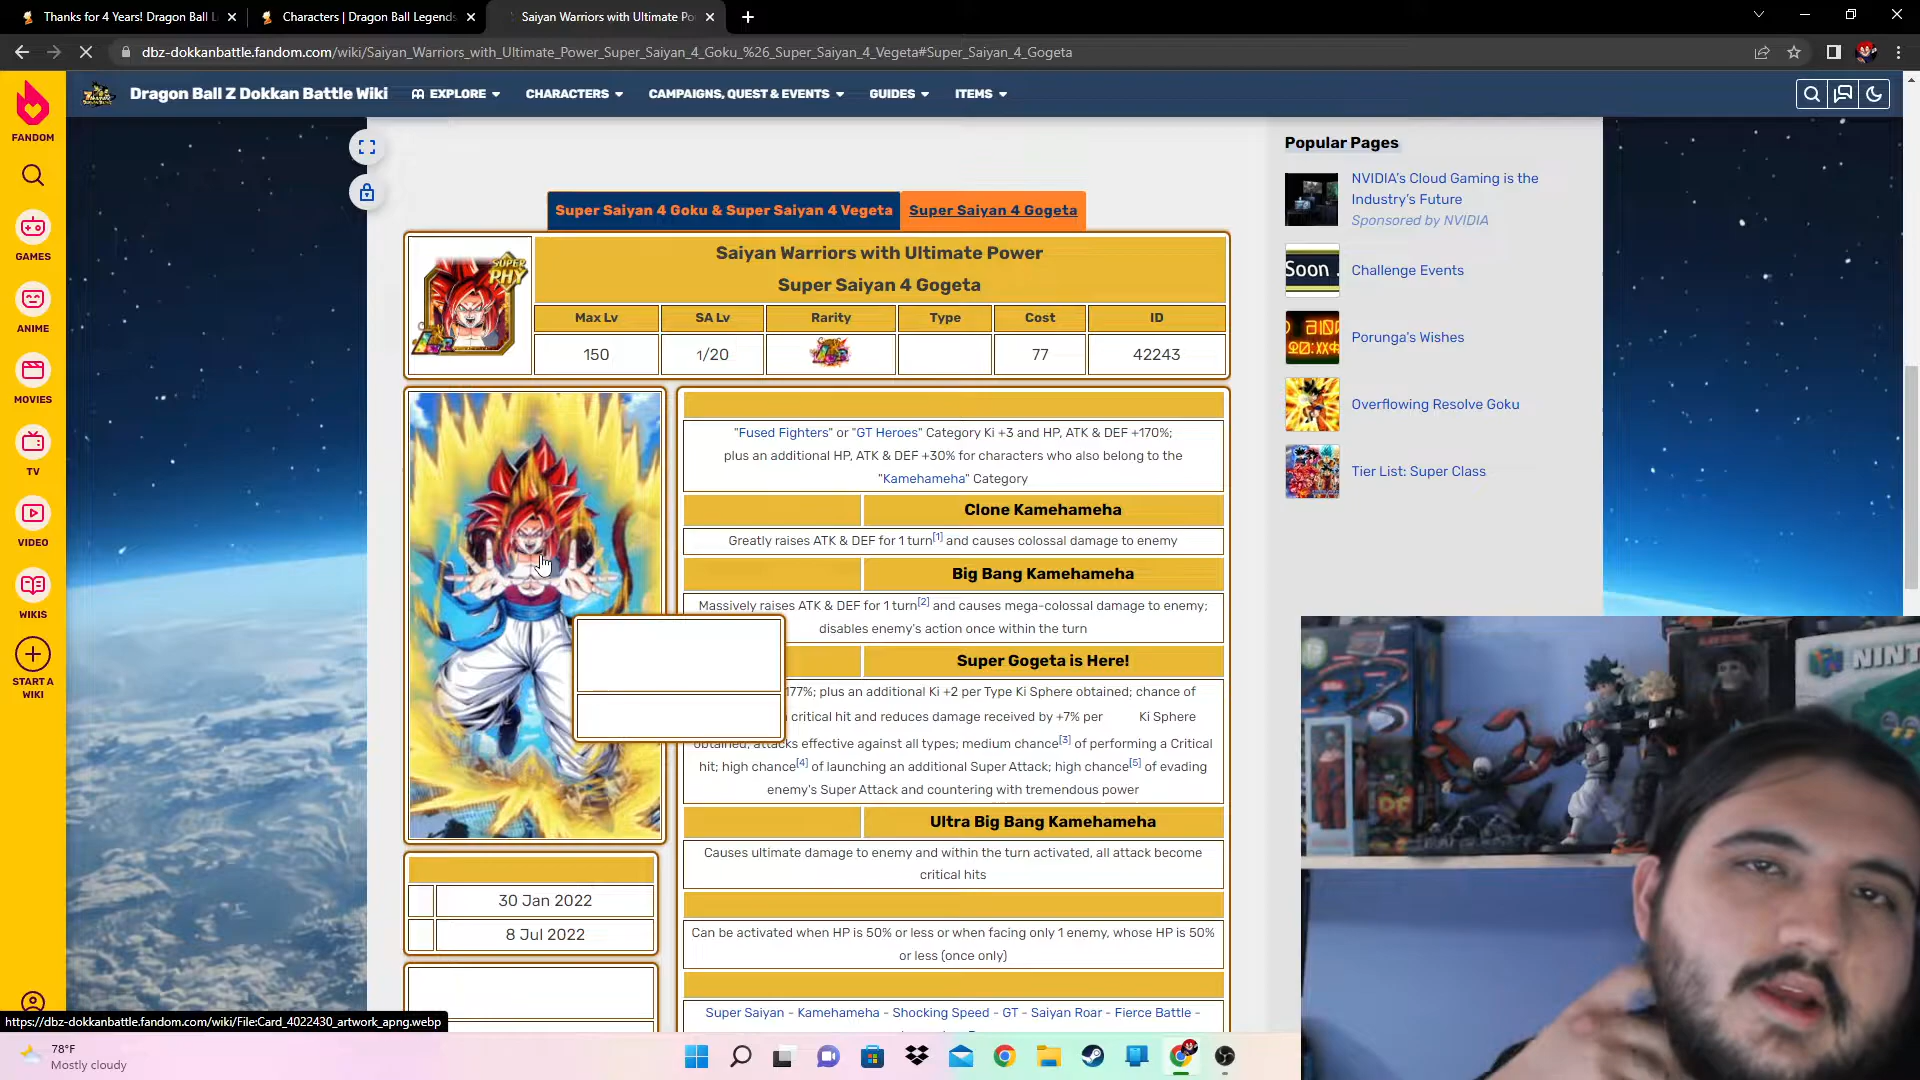 Thanks for 4 Years! Dragon Ball L
Characters | Dragon Ball Legends
Saiyan Warriors with Ultimate Po
dbz-dokkanbattle.fandom.com/wiki/Saiyan_Warriors_with_Ultimate_Power_Super_Saiyan_4_Goku_%26_Super_Saiyan_4_Vegeta#Super_Saiyan_4_Gogeta
Dragon Ball Z Dokkan Battle Wiki
EXPLORE
CHARACTERS
CAMPAIGNS, QUEST & EVENTS
GUIDES
ITEMS
FANDOM
GAMES
ANIME
MOVIES
TV
VIDEO
WIKIS
START A
WIKI
Super Saiyan 4 Goku & Super Saiyan 4 Vegeta
Super Saiyan 4 Gogeta
SUPER
PHY
Saiyan Warriors with Ultimate Power
Super Saiyan 4 Gogeta
Max Lv
SA Lv
Rarity
Type
Cost
ID
150
1/20
LR
77
42243
"Fused Fighters" or "GT Heroes" Category Ki +3 and HP, ATK & DEF +170%;
plus an additional HP, ATK & DEF +30% for characters who also belong to the
"Kamehameha" Category
Clone Kamehameha
Greatly raises ATK & DEF for 1 turn[1] and causes colossal damage to enemy
Big Bang Kamehameha
Massively raises ATK & DEF for 1 turn[2] and causes mega-colossal damage to enemy;
disables enemy's action once within the turn
Super Gogeta is Here!
177%; plus an additional Ki +2 per Type Ki Sphere obtained; chance of
critical hit and reduces damage received by +7% per Ki Sphere
obtained; attacks effective against all types; medium chance[3] of performing a Critical
hit; high chance[4] of launching an additional Super Attack; high chance[5] of evading
enemy's Super Attack and countering with tremendous power
Ultra Big Bang Kamehameha
Causes ultimate damage to enemy and within the turn activated, all attack become
critical hits
Can be activated when HP is 50% or less or when facing only 1 enemy, whose HP is 50%
or less (once only)
Super Saiyan - Kamehameha - Shocking Speed - GT - Saiyan Roar - Fierce Battle -
30 Jan 2022
8 Jul 2022
Popular Pages
NVIDIA's Cloud Gaming is the
Industry's Future
Sponsored by NVIDIA
Soon .
Challenge Events
Porunga's Wishes
Overflowing Resolve Goku
Tier List: Super Class
NINTEN
https://dbz-dokkanbattle.fandom.com/wiki/File:Card_4022430_artwork_apng.webp
78°F
Mostly cloudy